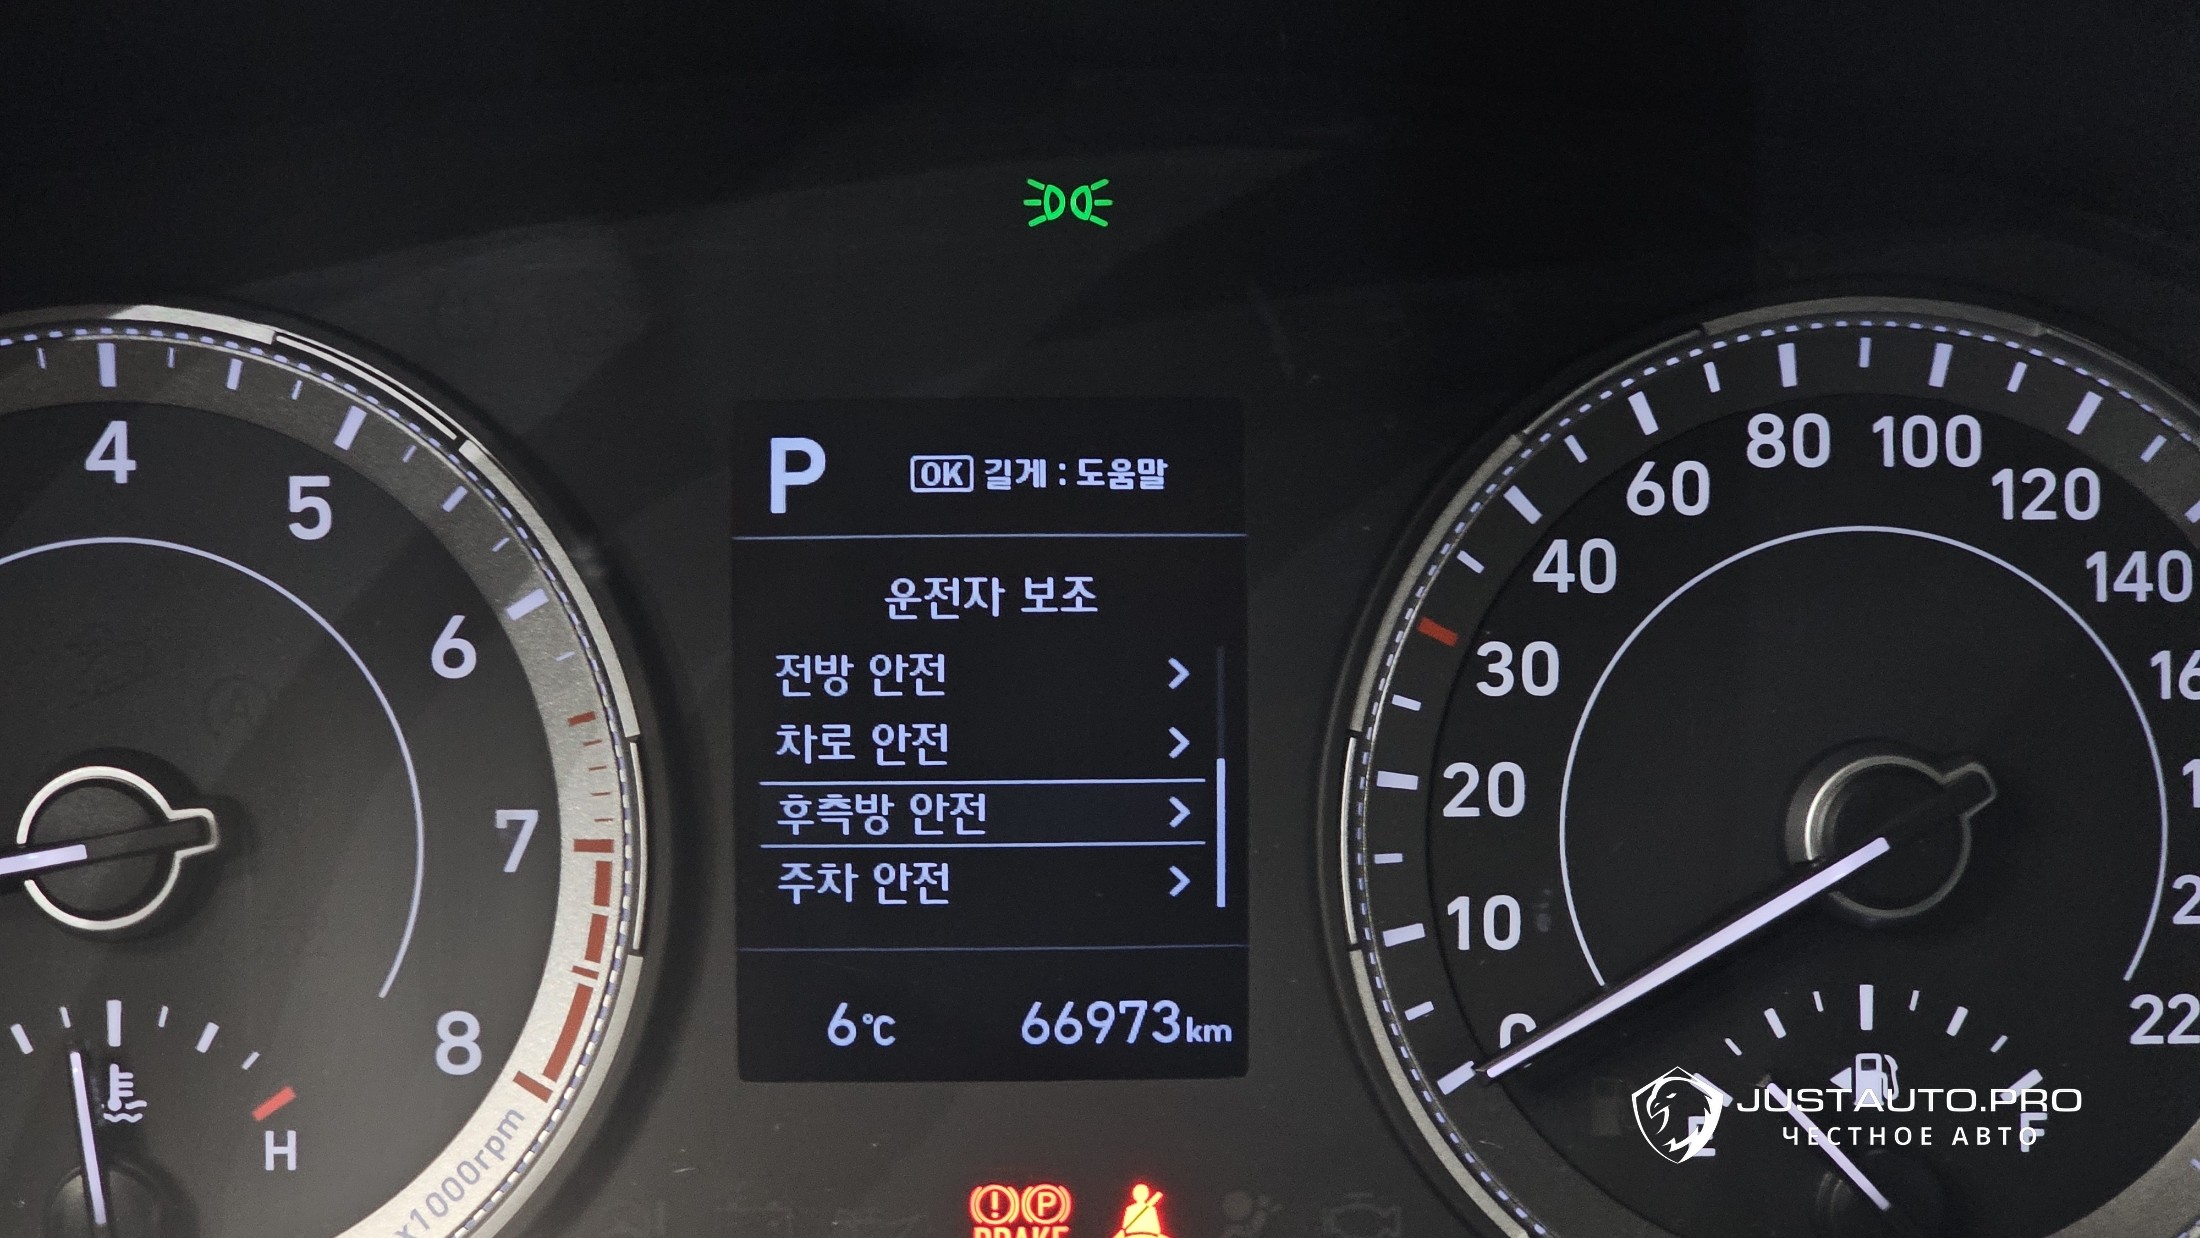 P OK 길게 : 도움말
운전자 보조
전방 안전
차로 안전
후측방 안전
주차 안전
6°C 66973km
4
5
6
7
8
x1000rpm
H
0
10
20
30
40
60
80
100
120
140
22
E
F
JUSTAUTO.PRO
ЧЕСТНОЕ АВТО
P
BRAKE